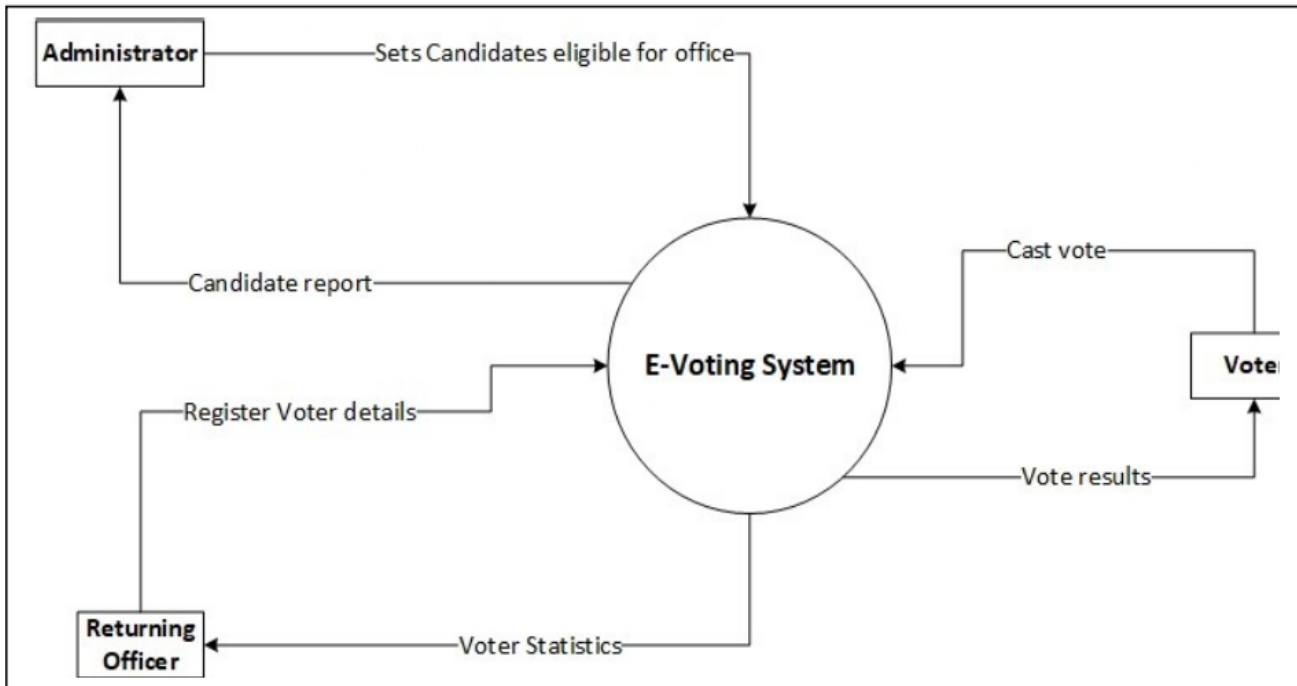 Administrator
Sets Candidates eligible for office
Cast vote
Candidate report
E-Voting System
Voter
Register Voter details
Vote results
Returning
Officer
Voter Statistics